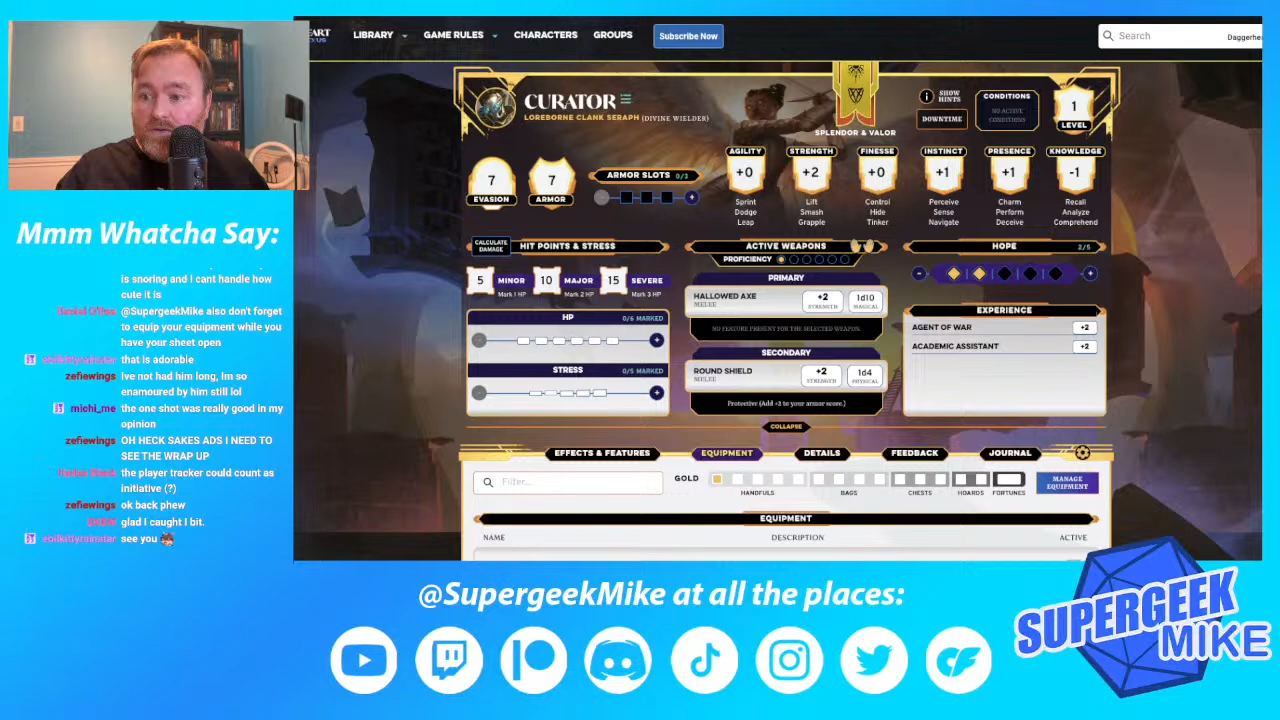 Mmm Whatcha Say:
is snoring and I cant handle how
cute it is
@SupergeekMike also don't forget
to equip your equipment while you
have your sheet open
that is adorable
zefiewings Ive not had him long, Im so
enamoured by him still lol
michi_me the one shot was really good in my
opinion
zefiewings OH HECK SAKES ADS I NEED TO
SEE THE WRAP UP
the player tracker could count as
initiative (?)
zefiewings ok back phew
glad I caught I bit.
see you
LIBRARY
GAME RULES
CHARACTERS
GROUPS
Subscribe Now
Search
CURATOR
LOREBORNE CLANK SERAPH (DIVINE WIELDER)
SPLENDOR & VALOR
SHOW HINTS
DOWNTIME
CONDITIONS
NO ACTIVE
CONDITIONS
1
LEVEL
7
EVASION
7
ARMOR
ARMOR SLOTS 0/3
AGILITY
+0
Sprint
Dodge
Leap
STRENGTH
+2
Lift
Smash
Grapple
FINESSE
+0
Control
Hide
Tinker
INSTINCT
+1
Perceive
Sense
Navigate
PRESENCE
+1
Charm
Perform
Deceive
KNOWLEDGE
-1
Recall
Analyze
Comprehend
CALCULATE
DAMAGE
HIT POINTS & STRESS
5 MINOR
Mark 1 HP
10 MAJOR
Mark 2 HP
15 SEVERE
Mark 3 HP
HP
0/6 MARKED
STRESS
0/5 MARKED
ACTIVE WEAPONS
PROFICIENCY
PRIMARY
HALLOWED AXE
MELEE
+2
STRENGTH
1d10
MAGICAL
NO FEATURE PRESENT FOR THE SELECTED WEAPON.
SECONDARY
ROUND SHIELD
MELEE
+2
STRENGTH
1d4
PHYSICAL
HOPE
2/5
EXPERIENCE
AGENT OF WAR +2
ACADEMIC ASSISTANT +2
COLLAPSE
EFFECTS & FEATURES
EQUIPMENT
DETAILS
FEEDBACK
JOURNAL
Filter...
GOLD
HANDFULS
BAGS
CHESTS
HOARDS
FORTUNES
MANAGE
EQUIPMENT
EQUIPMENT
NAME
DESCRIPTION
ACTIVE
@SupergeekMike at all the places:
SUPERGEEK
MIKE